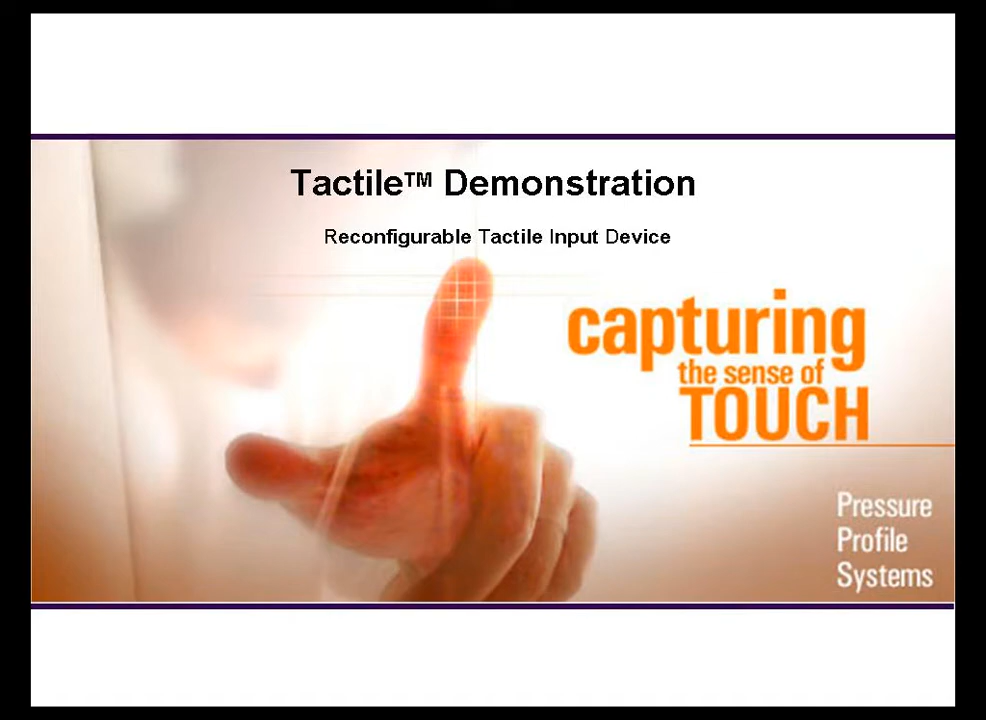 Tactile™ Demonstration
Reconfigurable Tactile Input Device
capturing
the sense of
TOUCH
Pressure
Profile
Systems